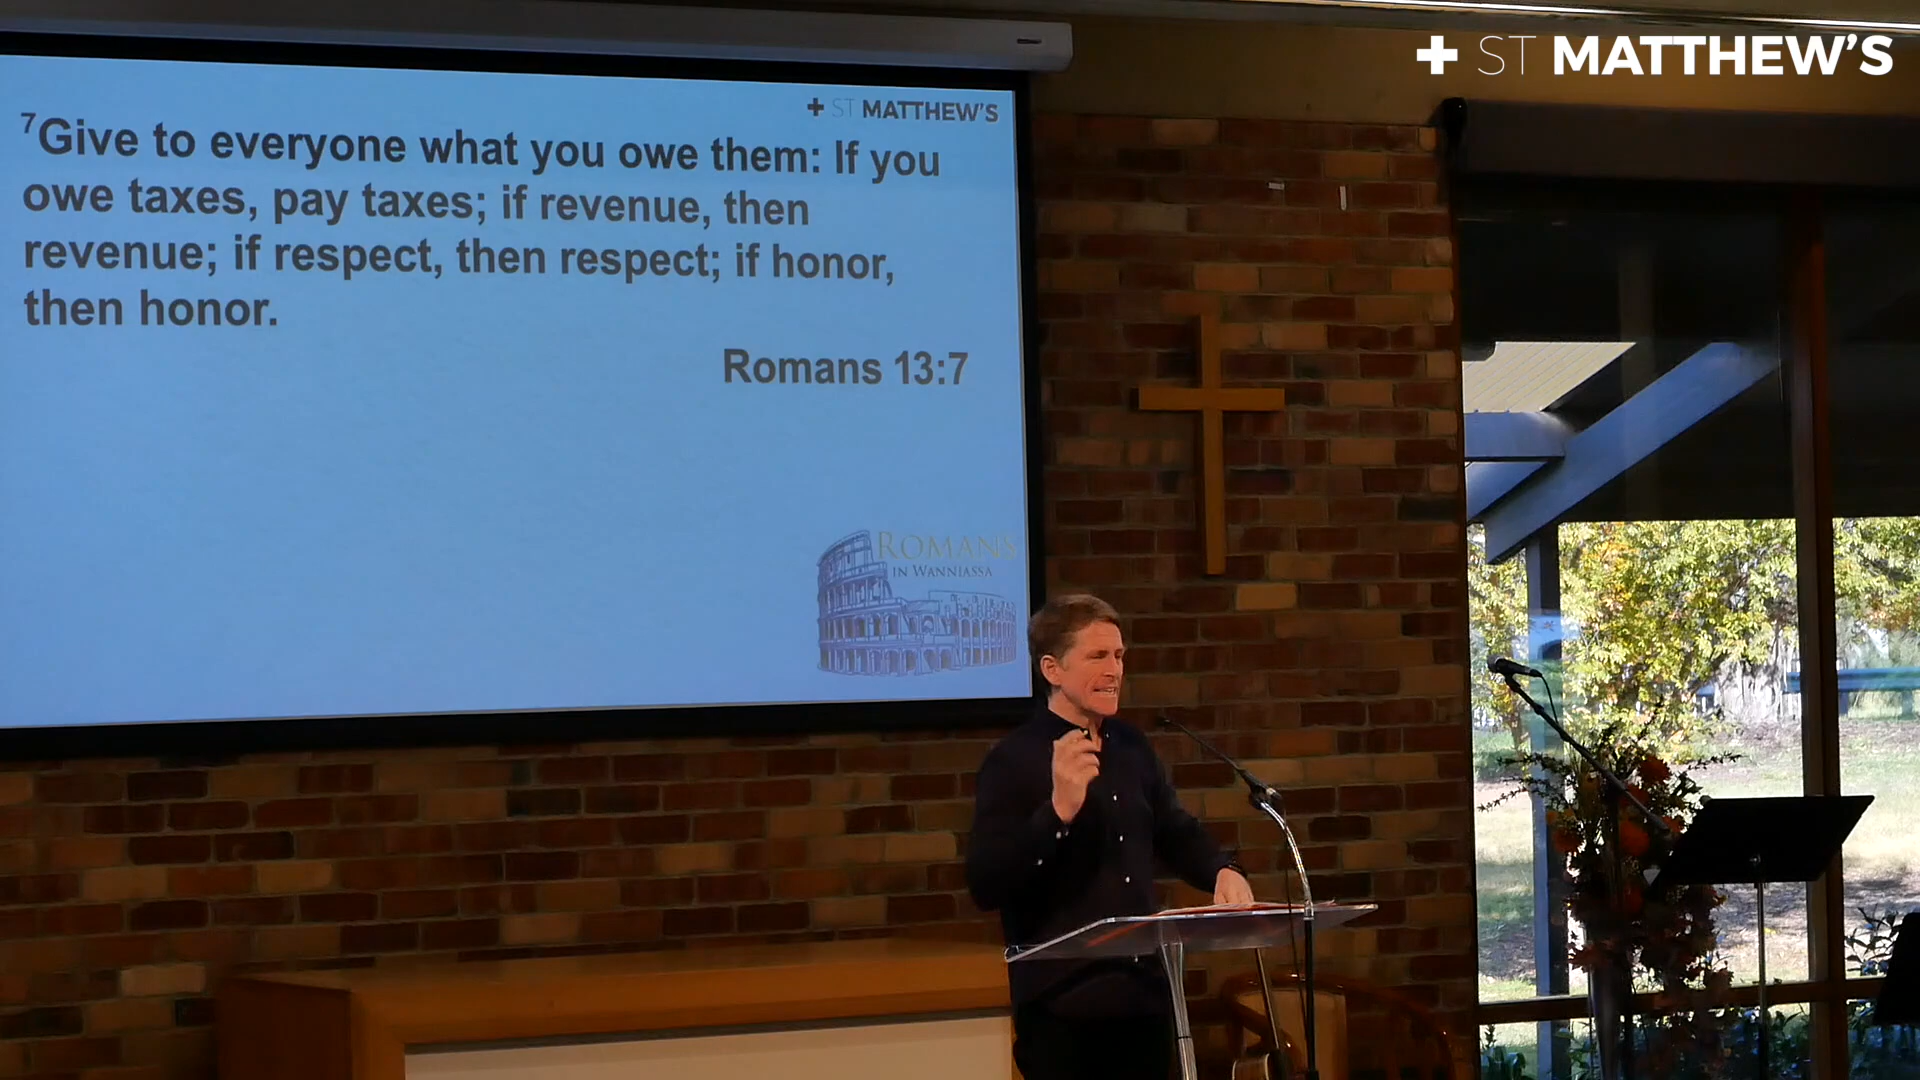 + ST MATTHEW'S
+ ST MATTHEW'S
⁷Give to everyone what you owe them: If you
owe taxes, pay taxes; if revenue, then
revenue; if respect, then respect; if honor,
then honor.
Romans 13:7
ROMANS
IN WANNIASSA